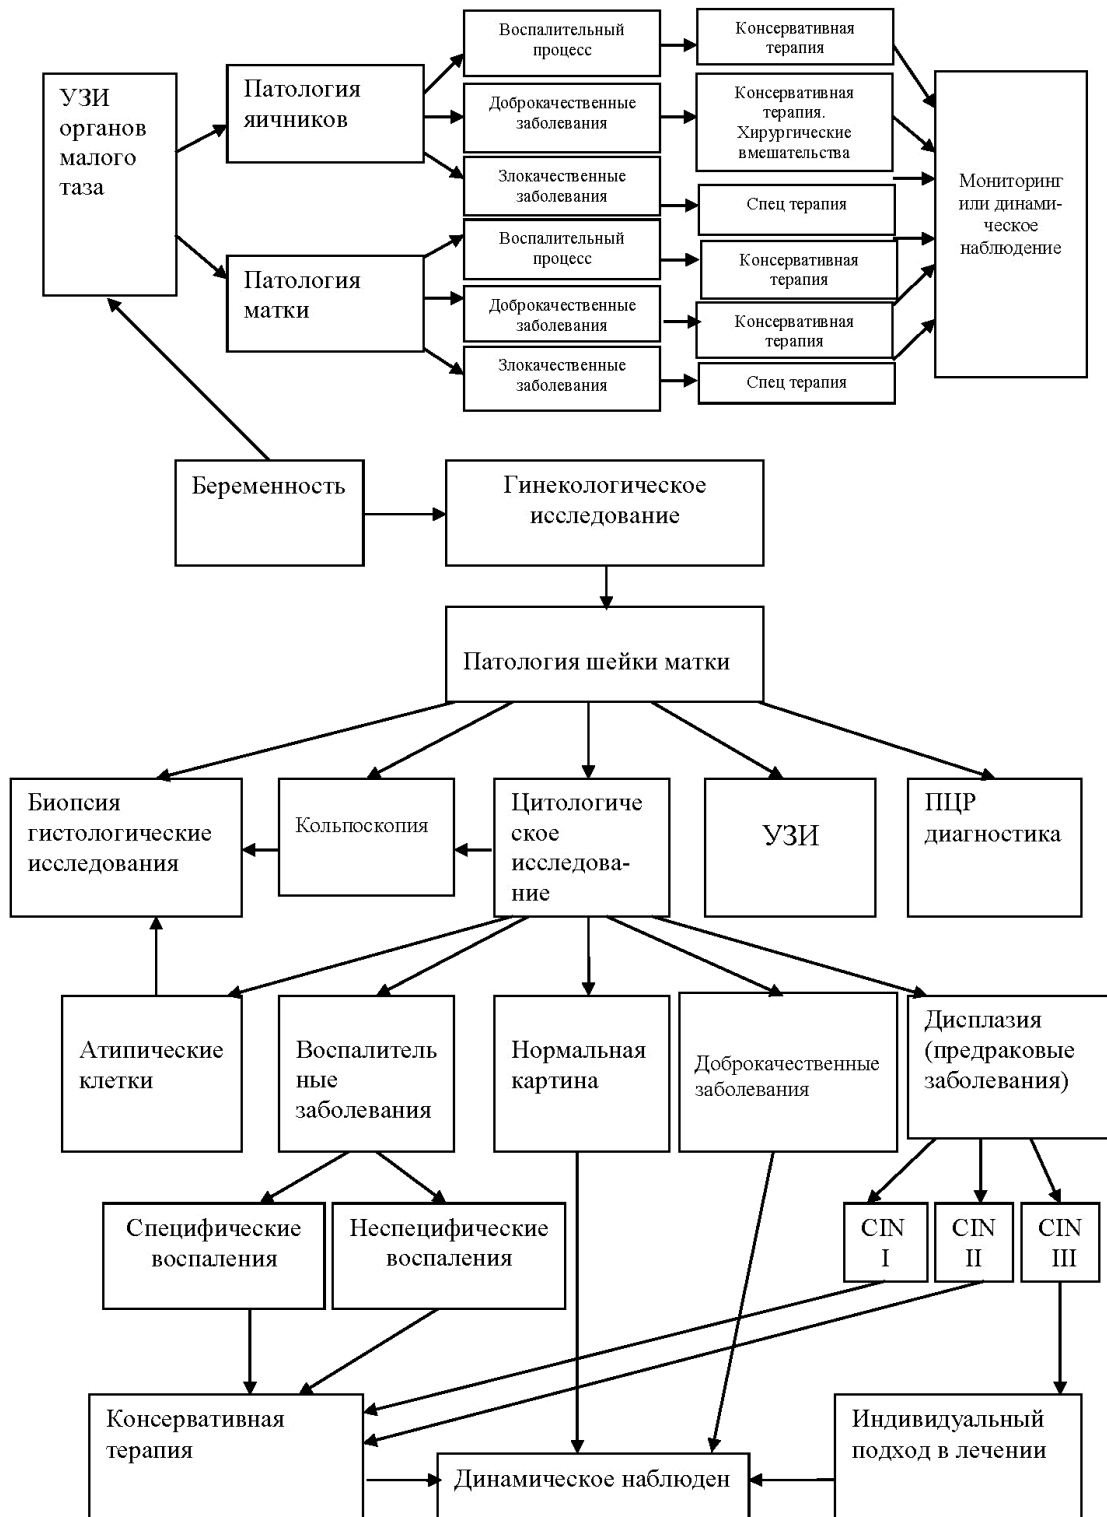 УЗИ
органов
малого
таза
Патология
яичников
Патология
матки
Воспалительный
процесс
Доброкачественные
заболевания
Злокачественные
заболевания
Воспалительный
процесс
Доброкачественные
заболевания
Злокачественные
заболевания
Консервативная
терапия
Консервативная
терапия.
Хирургические
вмешательства
Спец терапия
Консервативная
терапия
Консервативная
терапия
Спец терапия
Мониторинг
или динами-
ческое
наблюдение
Беременность
Гинекологическое
исследование
Патология шейки матки
Биопсия
гистологические
исследования
Кольпоскопия
Цитологиче
ское
исследова-
ние
УЗИ
ПЦР
диагностика
Атипические
клетки
Воспалитель
ные
заболевания
Нормальная
картина
Доброкачественные
заболевания
Дисплазия
(предраковые
заболевания)
Специфические
воспаления
Неспецифические
воспаления
CIN
I
CIN
II
CIN
III
Консервативная
терапия
Динамическое наблюден
Индивидуальный
подход в лечении